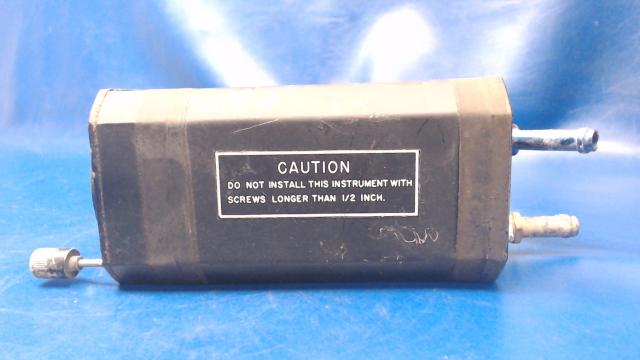 CAUTION
DO NOT INSTALL THIS INSTRUMENT WITH
SCREWS LONGER THAN 1/2 INCH.